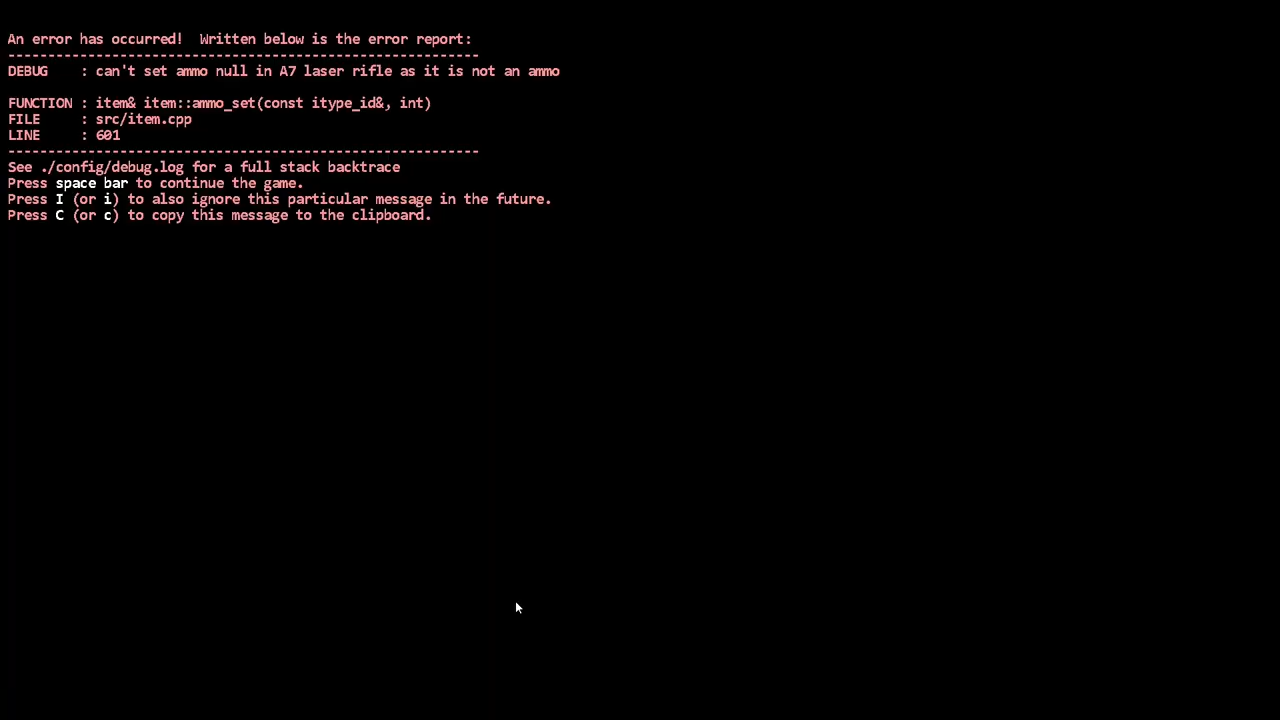 An error has occurred!  Written below is the error report:
-----------------------------------------------------------
DEBUG    : can't set ammo null in A7 laser rifle as it is not an ammo
FUNCTION : item& item::ammo_set(const itype_id&, int)
FILE     : src/item.cpp
LINE     : 601
-----------------------------------------------------------
See ./config/debug.log for a full stack backtrace
Press space bar to continue the game.
Press I (or i) to also ignore this particular message in the future.
Press C (or c) to copy this message to the clipboard.